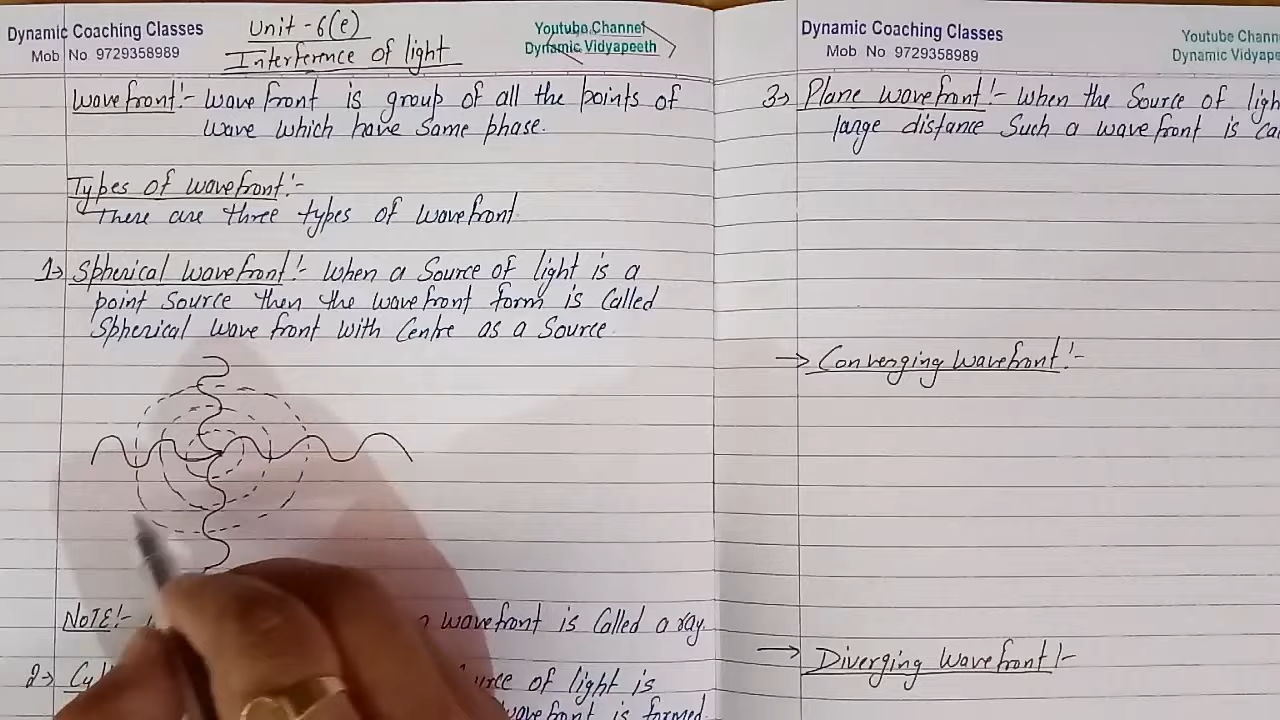 Dynamic Coaching Classes
Mob No 9729358989
Unit - 6(e)
Interference of light
Youtube Channel
Dynamic Vidyapeeth
Wavefront:- Wave front is group of all the points of
wave which have same phase.
Types of wavefront:-
There are three types of wavefront
1→ Spherical wavefront:- When a Source of light is a
point source then the wavefront form is Called
Spherical wave front with Centre as a Source.
NOTE:- wavefront is Called a ray.
2→ of light is
wavefront is formed
Dynamic Coaching Classes
Mob No 9729358989
Youtube Chann
Dynamic Vidyape
3→ Plane wavefront:- When the Source of ligh
large distance Such a wavefront is Ca
→ Converging Wavefront:-
→ Diverging Wavefront:-